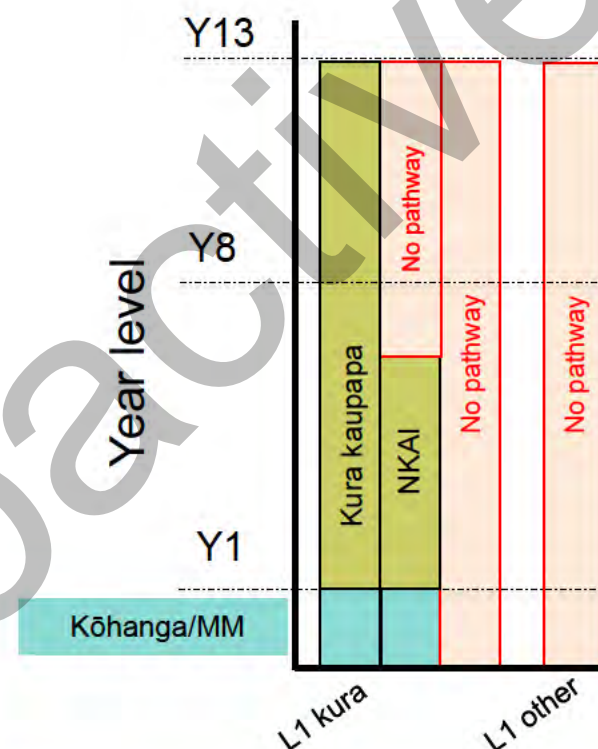 Y13
Y8
Year level
Y1
Kōhanga/MM
Kura kaupapa
NKAI
No pathway
No pathway
No pathway
L1 kura
L1 other